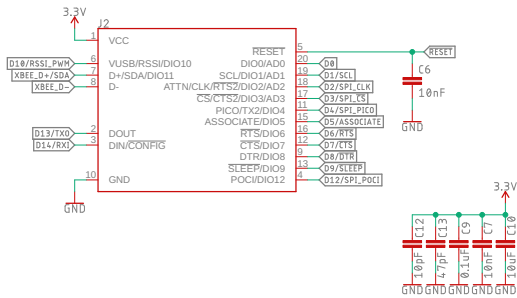 3.3V
J2
1 VCC
RESET 5 RESET
D10/RSSI_PWM 6 VUSB/RSSI/DIO10 DIO0/AD0 20 D0
XBEE_D+/SDA 7 D+/SDA/DIO11 SCL/DIO1/AD1 19 D1/SCL
XBEE_D- 8 D- ATTN/CLK/RTS2/DIO2/AD2 18 D2/SPI_CLK
CS/CTS2/DIO3/AD3 17 D3/SPI_CS
PICO/TX2/DIO4 11 D4/SPI_PICO
ASSOCIATE/DIO5 15 D5/ASSOCIATE
D13/TXO 2 DOUT RTS/DIO6 16 D6/RTS
D14/RXI 3 DIN/CONFIG CTS/DIO7 12 D7/CTS
DTR/DIO8 9 D8/DTR
SLEEP/DIO9 13 D9/SLEEP
10 GND POCI/DIO12 4 D12/SPI_POCI
GND
C6
10nF
GND
3.3V
C12 C13 C9 C7 C10
10pF 47pF 0.1uF 10nF 10uF
GND GND GND GND GND